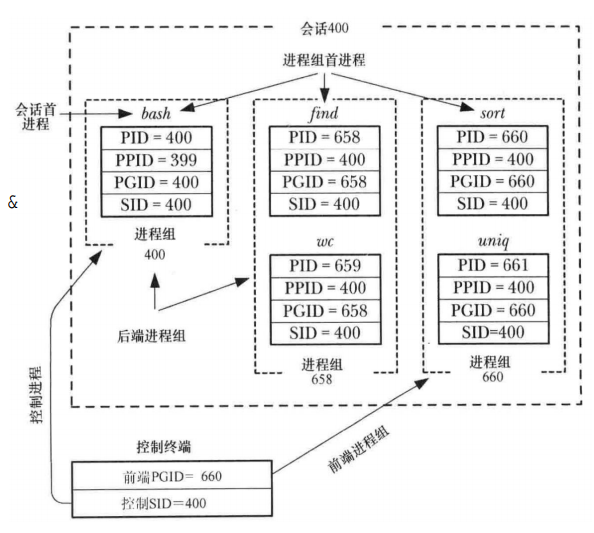 会话400
进程组首进程
会话首
进程
bash
find
sort
PID = 400
PPID = 399
PGID = 400
SID = 400
进程组
400
PID = 658
PPID = 400
PGID = 658
SID = 400
PID = 660
PPID = 400
PGID = 660
SID = 400
&
wc
uniq
PID = 659
PPID = 400
PGID = 658
SID = 400
进程组
658
PID = 661
PPID = 400
PGID = 660
SID=400
进程组
660
后端进程组
控制进程
前端进程组
控制终端
前端PGID= 660
控制SID=400